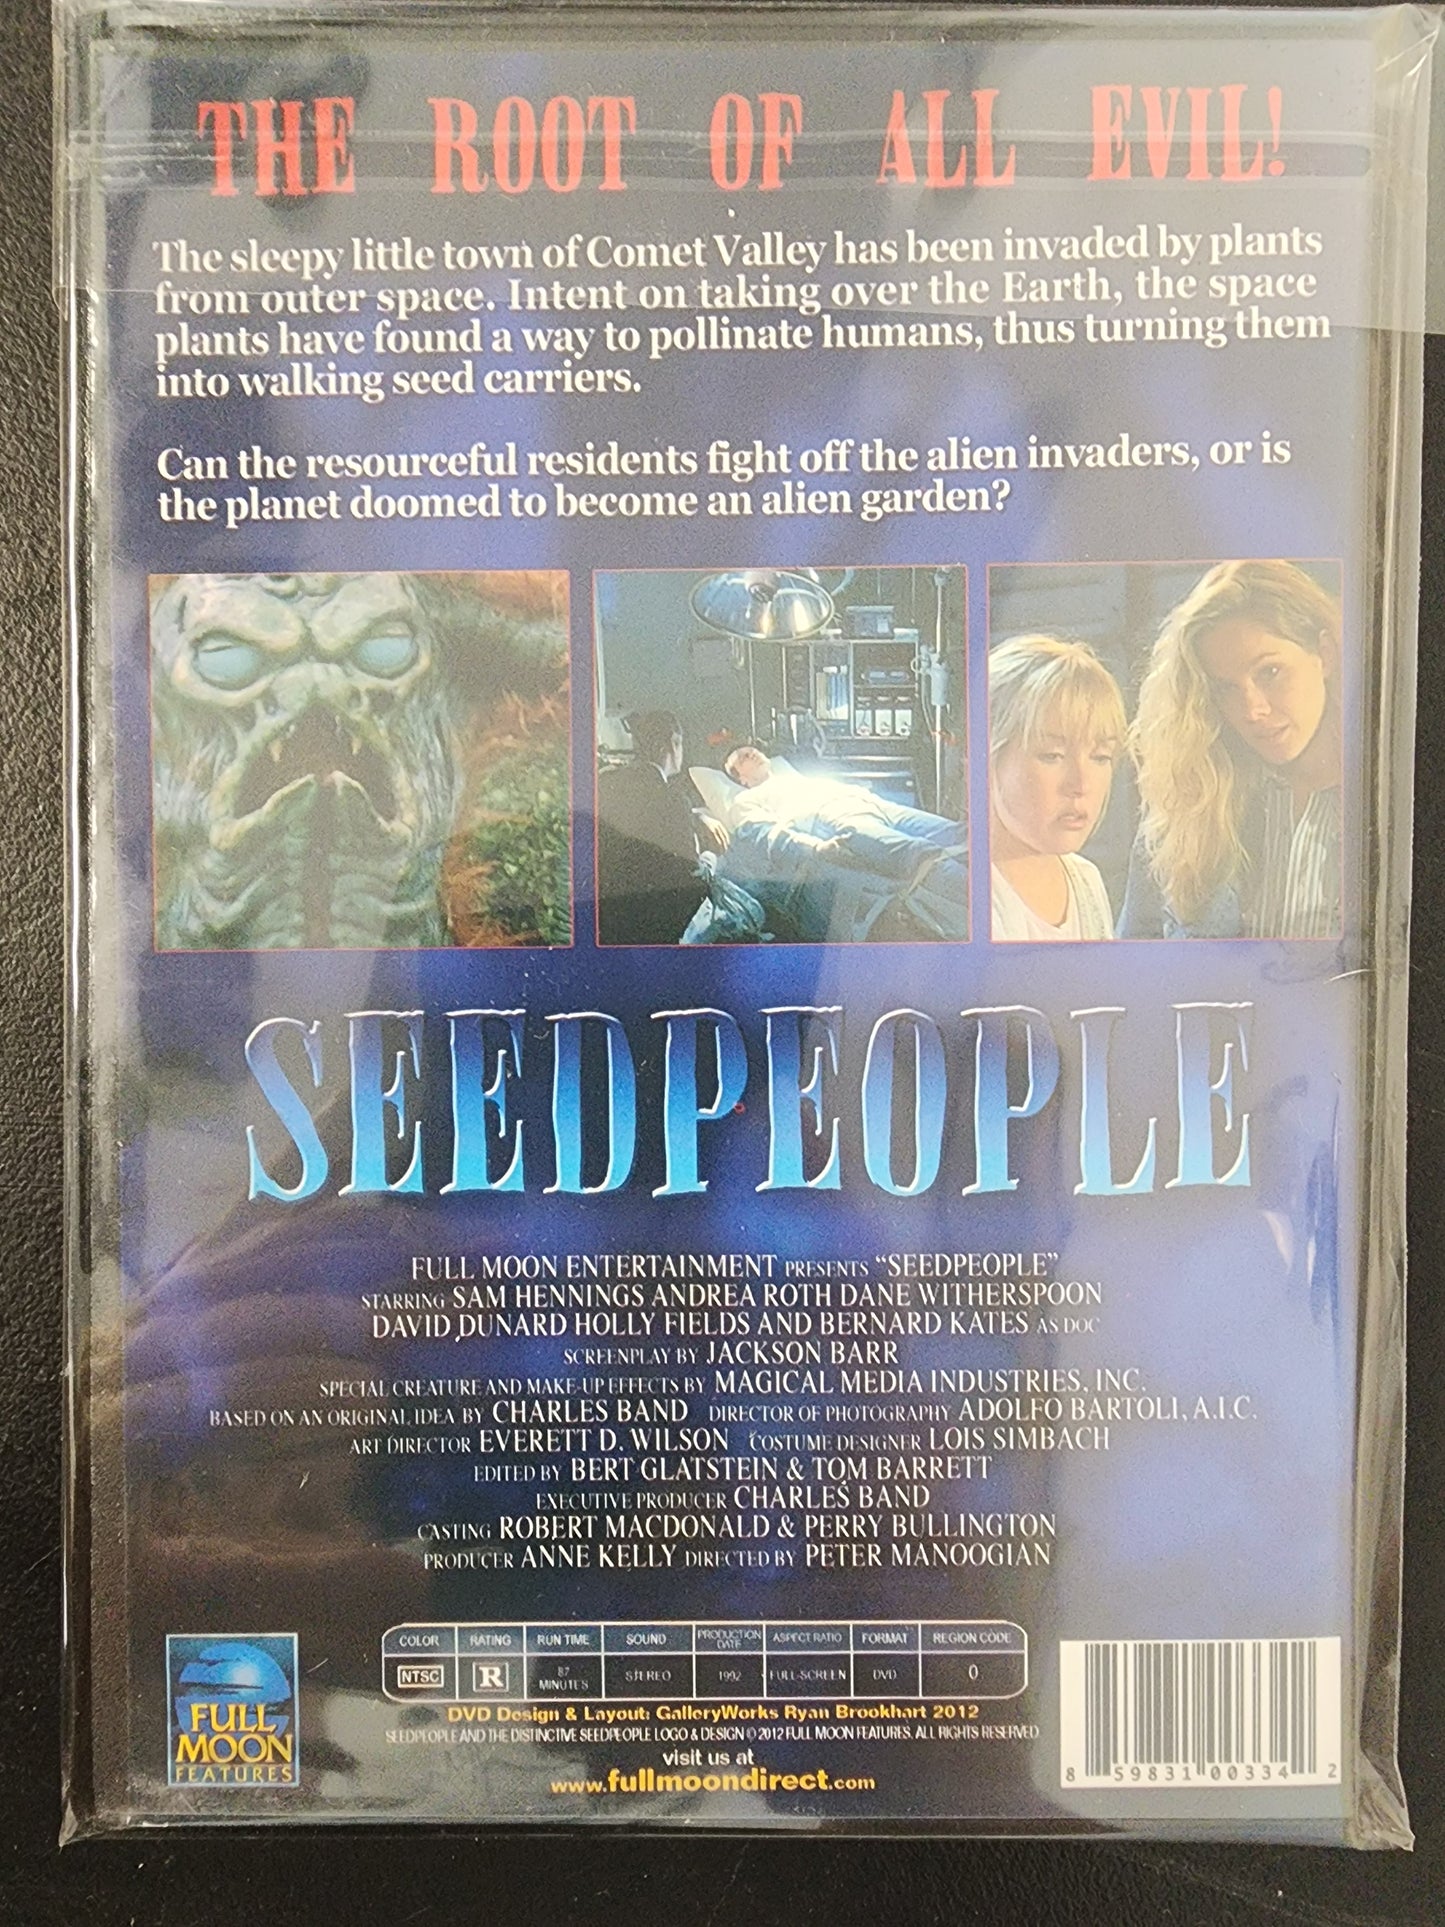 THE ROOT OF ALL EVIL!
The sleepy little town of Comet Valley has been invaded by plants
from outer space. Intent on taking over the Earth, the space
plants have found a way to pollinate humans, thus turning them
into walking seed carriers.
Can the resourceful residents fight off the alien invaders, or is
the planet doomed to become an alien garden?
SEEDPEOPLE
FULL MOON ENTERTAINMENT PRESENTS “SEEDPEOPLE”
STARRING SAM HENNINGS ANDREA ROTH DANE WITHERSPOON
DAVID DUNARD HOLLY FIELDS AND BERNARD KATES AS DOC
SCREENPLAY BY JACKSON BARR
SPECIAL CREATURE AND MAKE-UP EFFECTS BY MAGICAL MEDIA INDUSTRIES, INC.
BASED ON AN ORIGINAL IDEA BY CHARLES BAND DIRECTOR OF PHOTOGRAPHY ADOLFO BARTOLI, A.I.C.
ART DIRECTOR EVERETT D. WILSON COSTUME DESIGNER LOIS SIMBACH
EDITED BY BERT GLATSTEIN & TOM BARRETT
EXECUTIVE PRODUCER CHARLES BAND
CASTING ROBERT MACDONALD & PERRY BULLINGTON
PRODUCER ANNE KELLY DIRECTED BY PETER MANOOGIAN
COLOR RATING RUN TIME SOUND PRODUCTION DATE ASPECT RATIO FORMAT REGION CODE
NTSC R 87 MINUTES STEREO 1992 FULL-SCREEN DVD 0
DVD Design & Layout: GalleryWorks Ryan Brookhart 2012
SEEDPEOPLE AND THE DISTINCTIVE SEEDPEOPLE LOGO & DESIGN © 2012 FULL MOON FEATURES. ALL RIGHTS RESERVED
visit us at
www.fullmoondirect.com
FULL
MOON
FEATURES
8 59831 00334 2